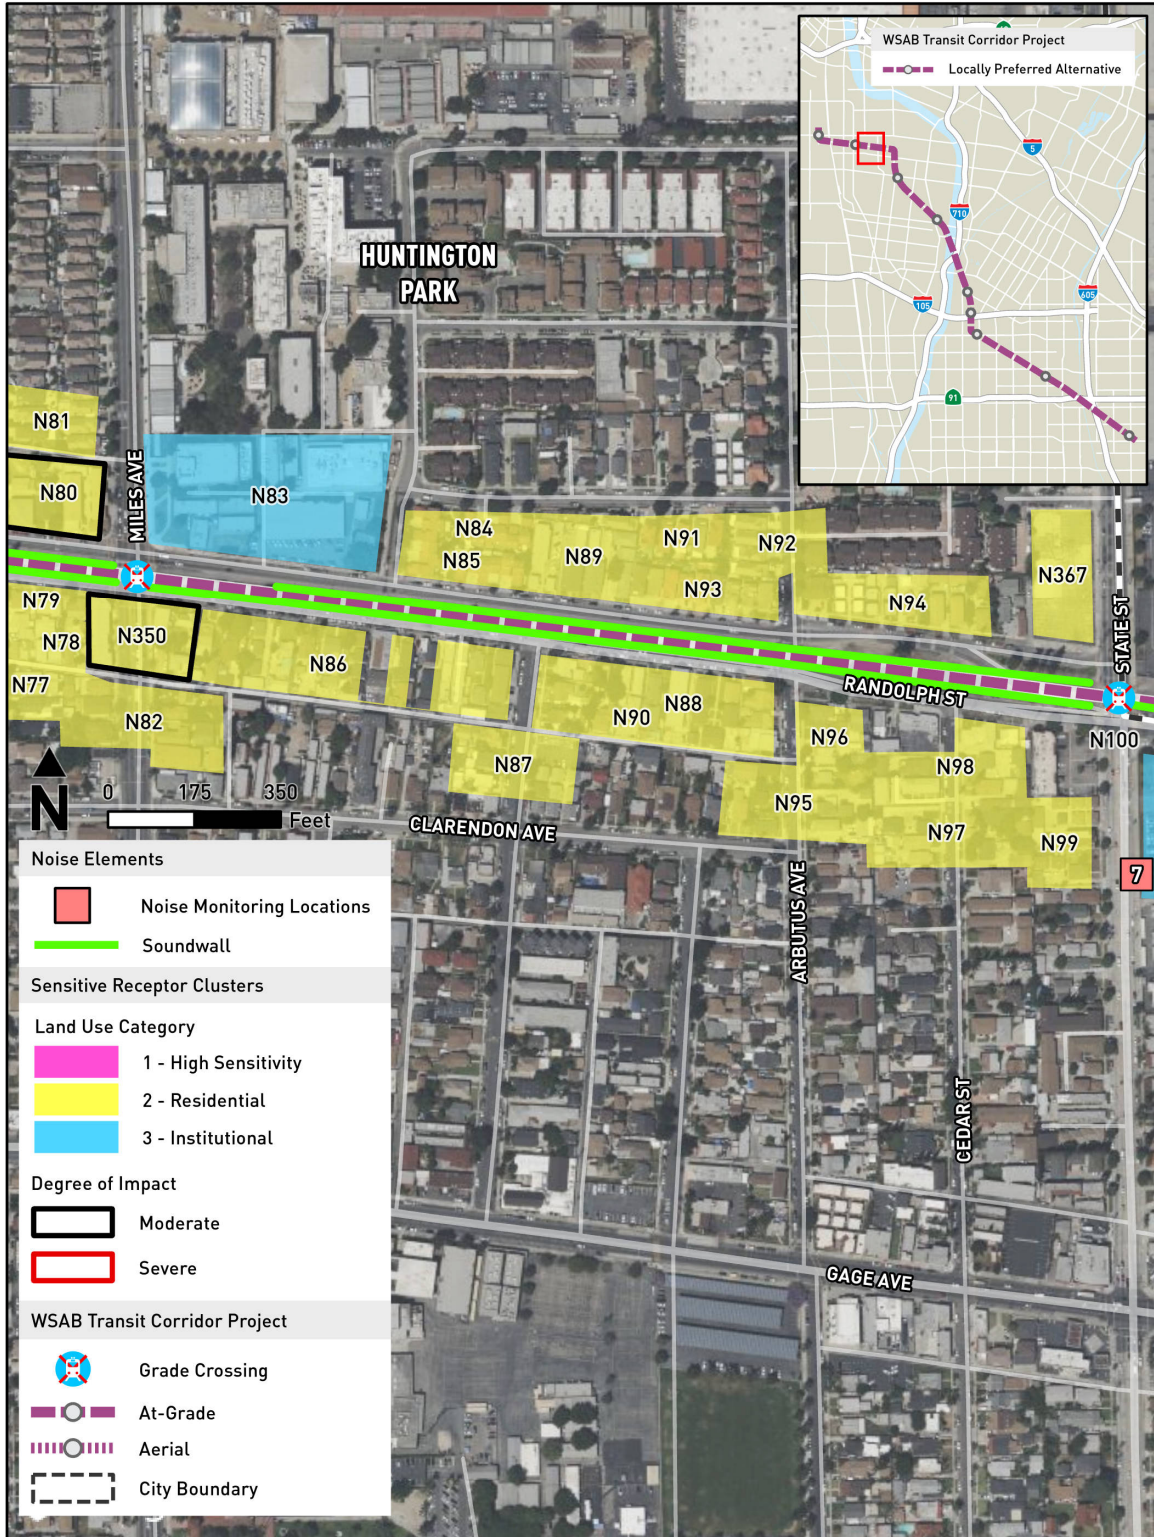 WSAB Transit Corridor Project
Locally Preferred Alternative
5
710
105
605
91
HUNTINGTON
PARK
N81
N80
MILES AVE
N83
N84
N85
N89
N91
N92
N93
N94
N367
STATE ST
N79
N78
N350
N77
N86
N82
N88
N90
N87
RANDOLPH ST
N96
N98
N100
N95
N97
N99
7
N
0 175 350
Feet
CLARENDON AVE
ARBUTUS AVE
CEDAR ST
GAGE AVE
Noise Elements
Noise Monitoring Locations
Soundwall
Sensitive Receptor Clusters
Land Use Category
1 - High Sensitivity
2 - Residential
3 - Institutional
Degree of Impact
Moderate
Severe
WSAB Transit Corridor Project
Grade Crossing
At-Grade
Aerial
City Boundary